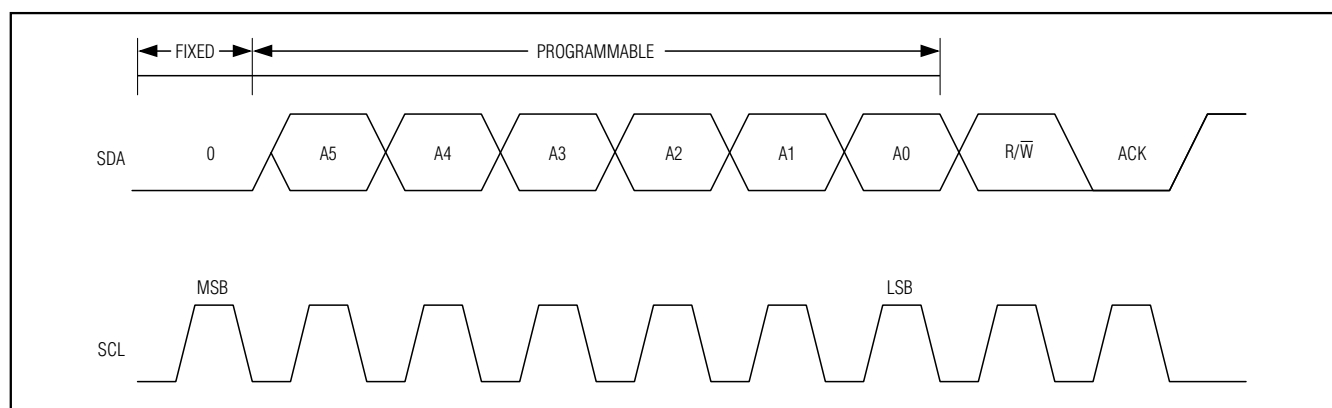 FIXED PROGRAMMABLE
SDA 0 A5 A4 A3 A2 A1 A0 R/W̅ ACK
MSB LSB
SCL